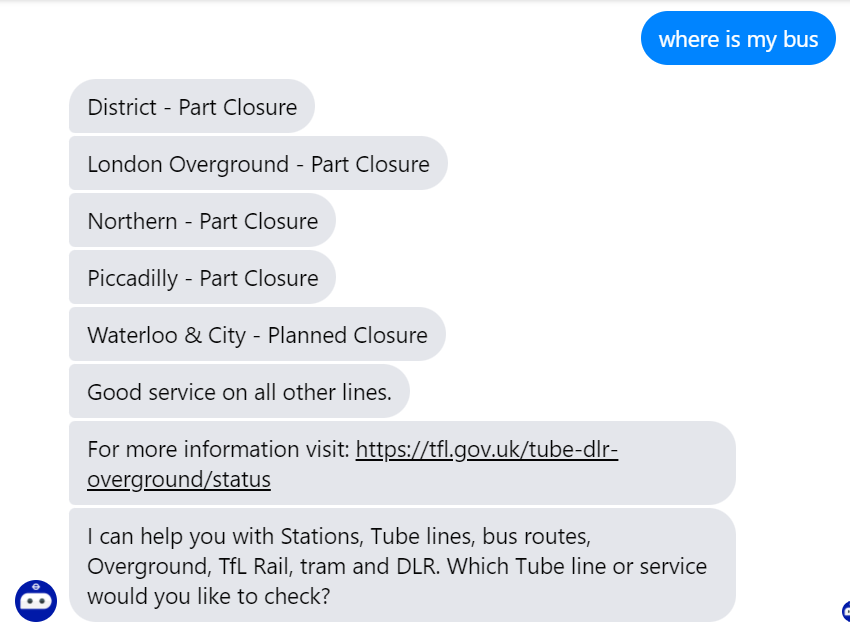 where is my bus
District - Part Closure
London Overground - Part Closure
Northern - Part Closure
Piccadilly - Part Closure
Waterloo & City - Planned Closure
Good service on all other lines.
For more information visit: https://tfl.gov.uk/tube-dlr-
overground/status
I can help you with Stations, Tube lines, bus routes,
Overground, TfL Rail, tram and DLR. Which Tube line or service
would you like to check?